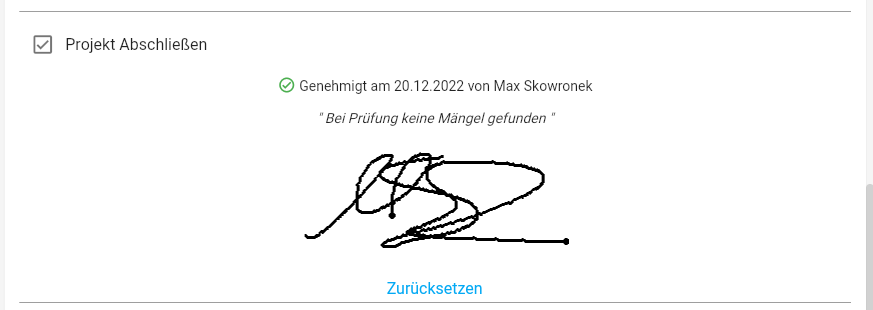 Projekt Abschließen
Genehmigt am 20.12.2022 von Max Skowronek
" Bei Prüfung keine Mängel gefunden "
Zurücksetzen